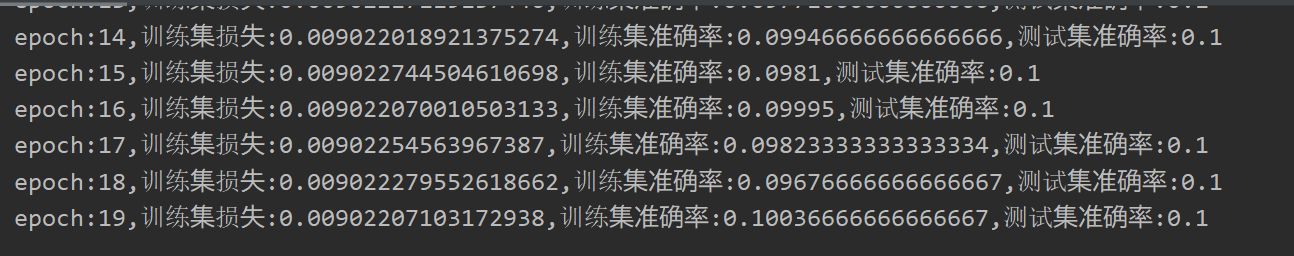 epoch:14,训练集损失:0.009022018921375274,训练集准确率:0.09946666666666666,测试集准确率:0.1
epoch:15,训练集损失:0.009022744504610698,训练集准确率:0.0981,测试集准确率:0.1
epoch:16,训练集损失:0.009022070010503133,训练集准确率:0.09995,测试集准确率:0.1
epoch:17,训练集损失:0.00902254563967387,训练集准确率:0.09823333333333334,测试集准确率:0.1
epoch:18,训练集损失:0.009022279552618662,训练集准确率:0.09676666666666667,测试集准确率:0.1
epoch:19,训练集损失:0.00902207103172938,训练集准确率:0.10036666666666667,测试集准确率:0.1